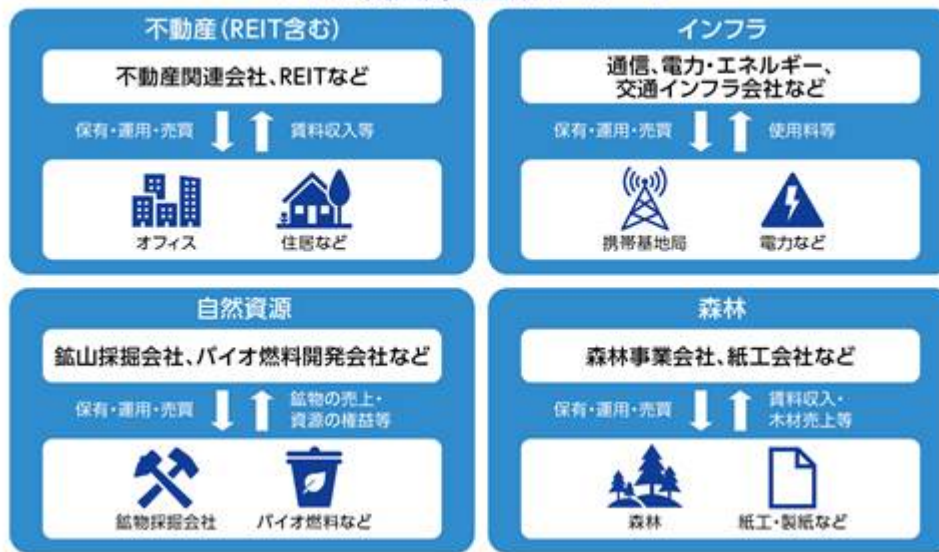 不動産(REIT含む)
不動産関連会社、REITなど
保有・運用・売買
賃料収入等
オフィス
住居など
インフラ
通信、電力・エネルギー、
交通インフラ会社など
保有・運用・売買
使用料等
携帯基地局
電力など
自然資源
鉱山採掘会社、バイオ燃料開発会社など
保有・運用・売買
鉱物の売上・
資源の権益等
鉱物採掘会社
バイオ燃料など
森林
森林事業会社、紙工会社など
保有・運用・売買
賃料収入・
木材売上等
森林
紙工・製紙など